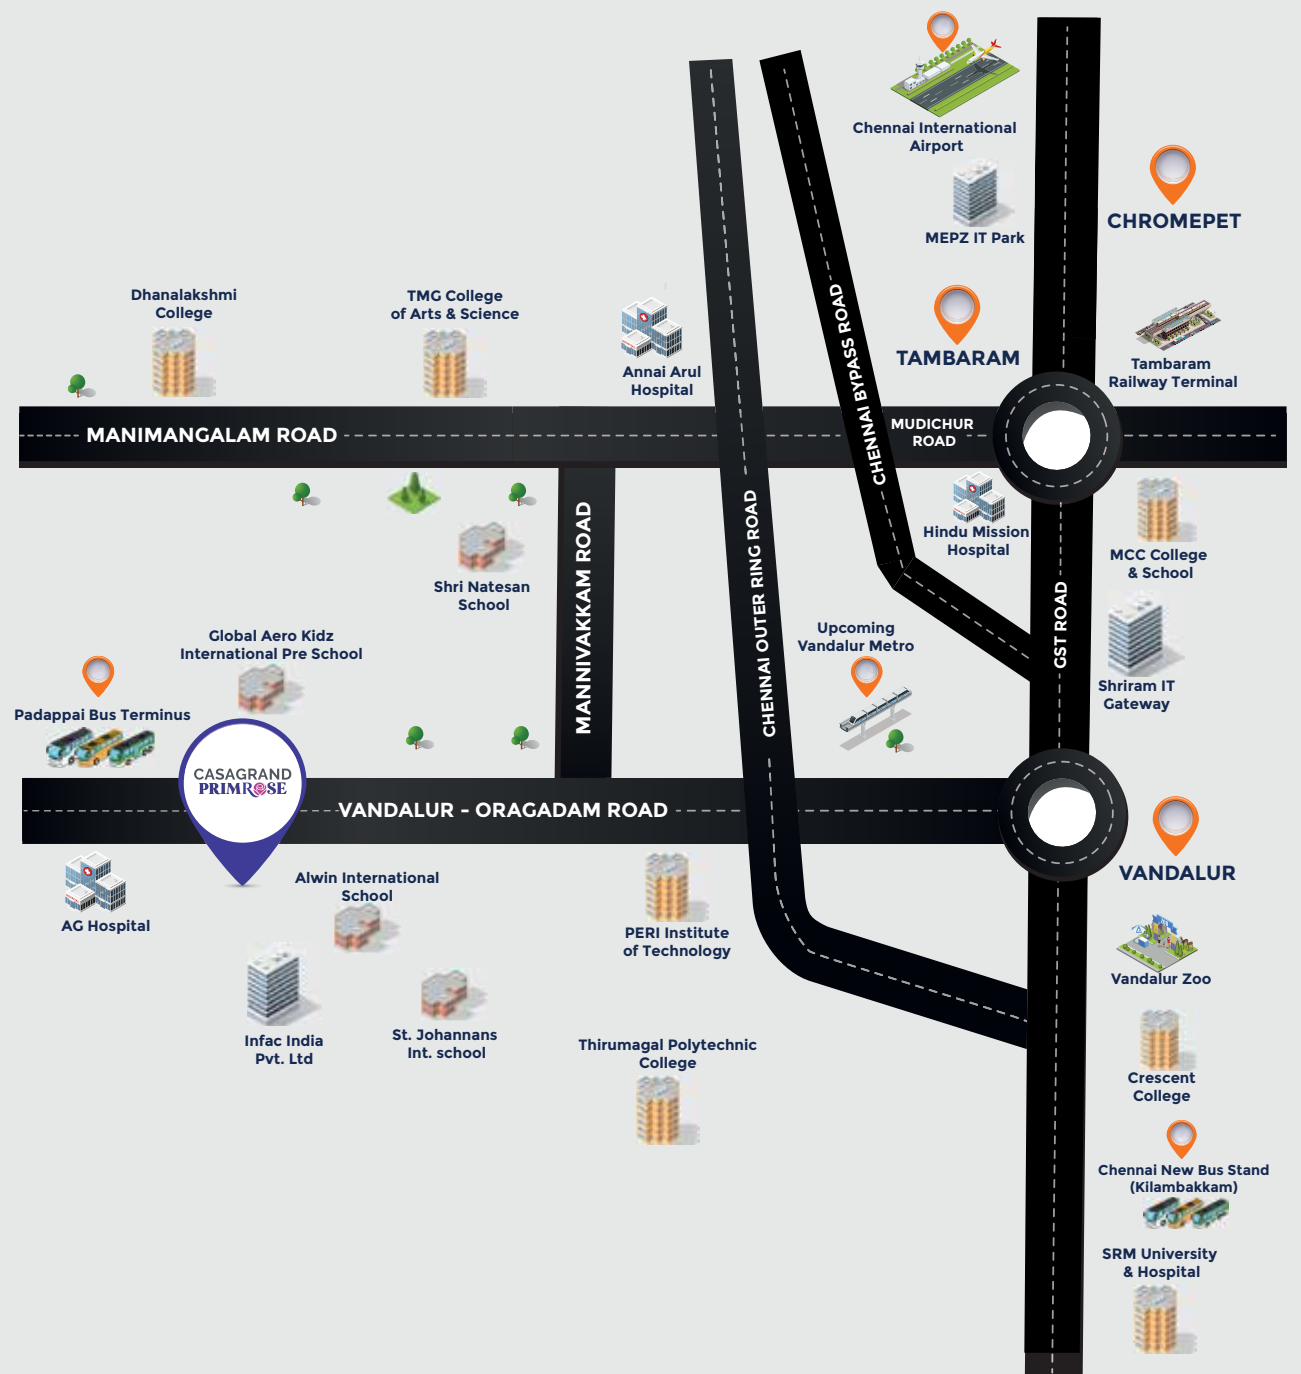 Chennai International
Airport
MEPZ IT Park
CHROMEPET
TAMBARAM
Tambaram
Railway Terminal
Dhanalakshmi
College
TMG College
of Arts & Science
Annai Arul
Hospital
CHENNAI BYPASS ROAD
MANIMANGALAM ROAD
MUDICHUR
ROAD
Hindu Mission
Hospital
MCC College
& School
Shri Natesan
School
MANNIVAKKAM ROAD
CHENNAI OUTER RING ROAD
GST ROAD
Upcoming
Vandalur Metro
Shriram IT
Gateway
Global Aero Kidz
International Pre School
Padappai Bus Terminus
CASAGRAND
PRIMROSE
VANDALUR - ORAGADAM ROAD
VANDALUR
AG Hospital
Alwin International
School
PERI Institute
of Technology
Vandalur Zoo
Infac India
Pvt. Ltd
St. Johannans
Int. school
Thirumagal Polytechnic
College
Crescent
College
Chennai New Bus Stand
(Kilambakkam)
SRM University
& Hospital